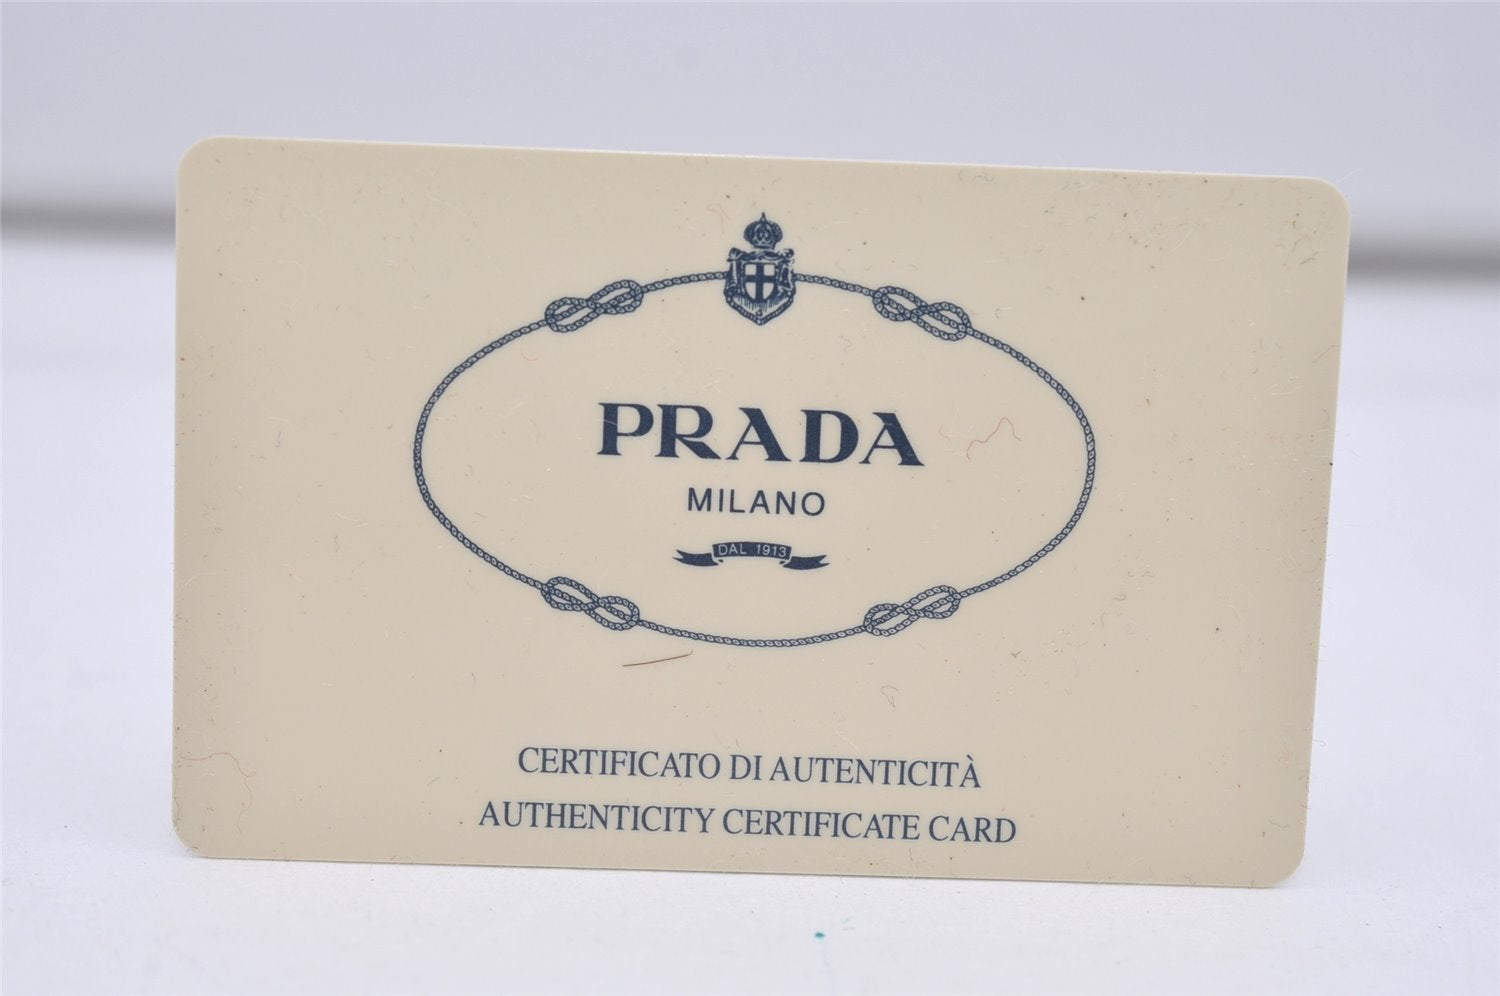 PRADA
MILANO
DAL 1913
CERTIFICATO DI AUTENTICITÀ
AUTHENTICITY CERTIFICATE CARD